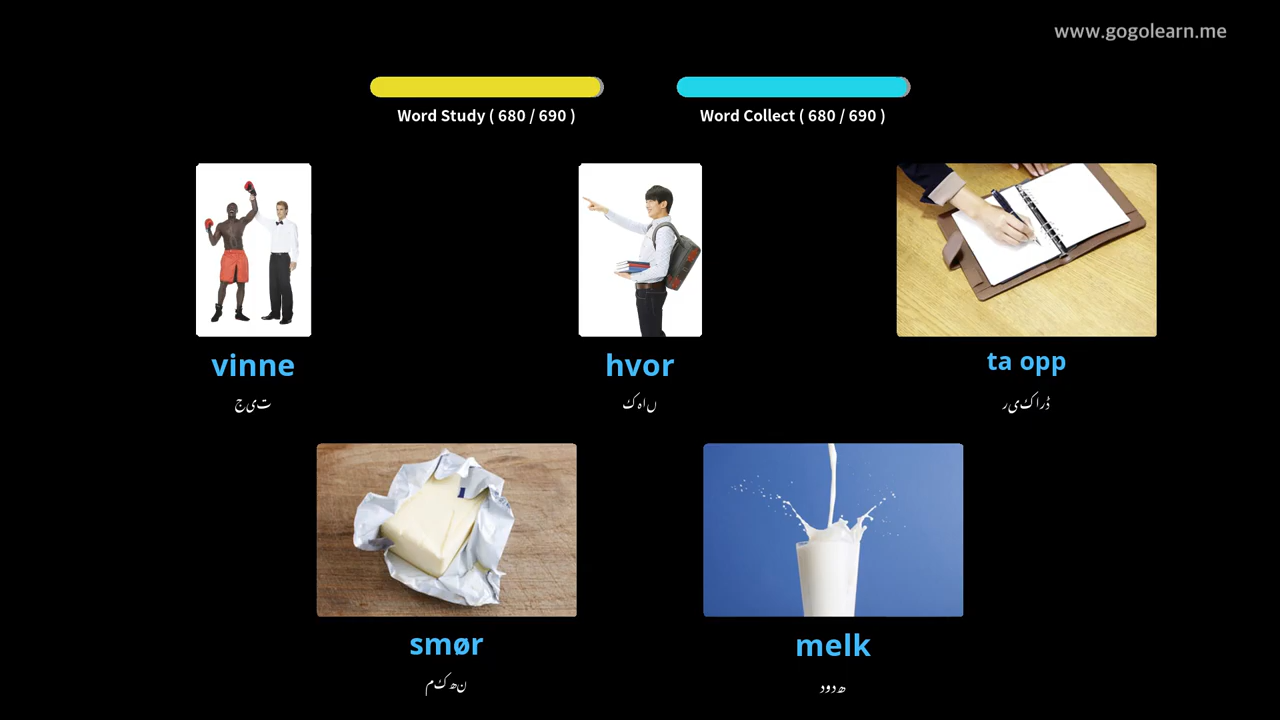 www.gogolearn.me
Word Study ( 680 / 690 )
Word Collect ( 680 / 690 )
vinne
جیت
hvor
کہاں
ta opp
ریکارڈ
smør
مکھن
melk
دودھ